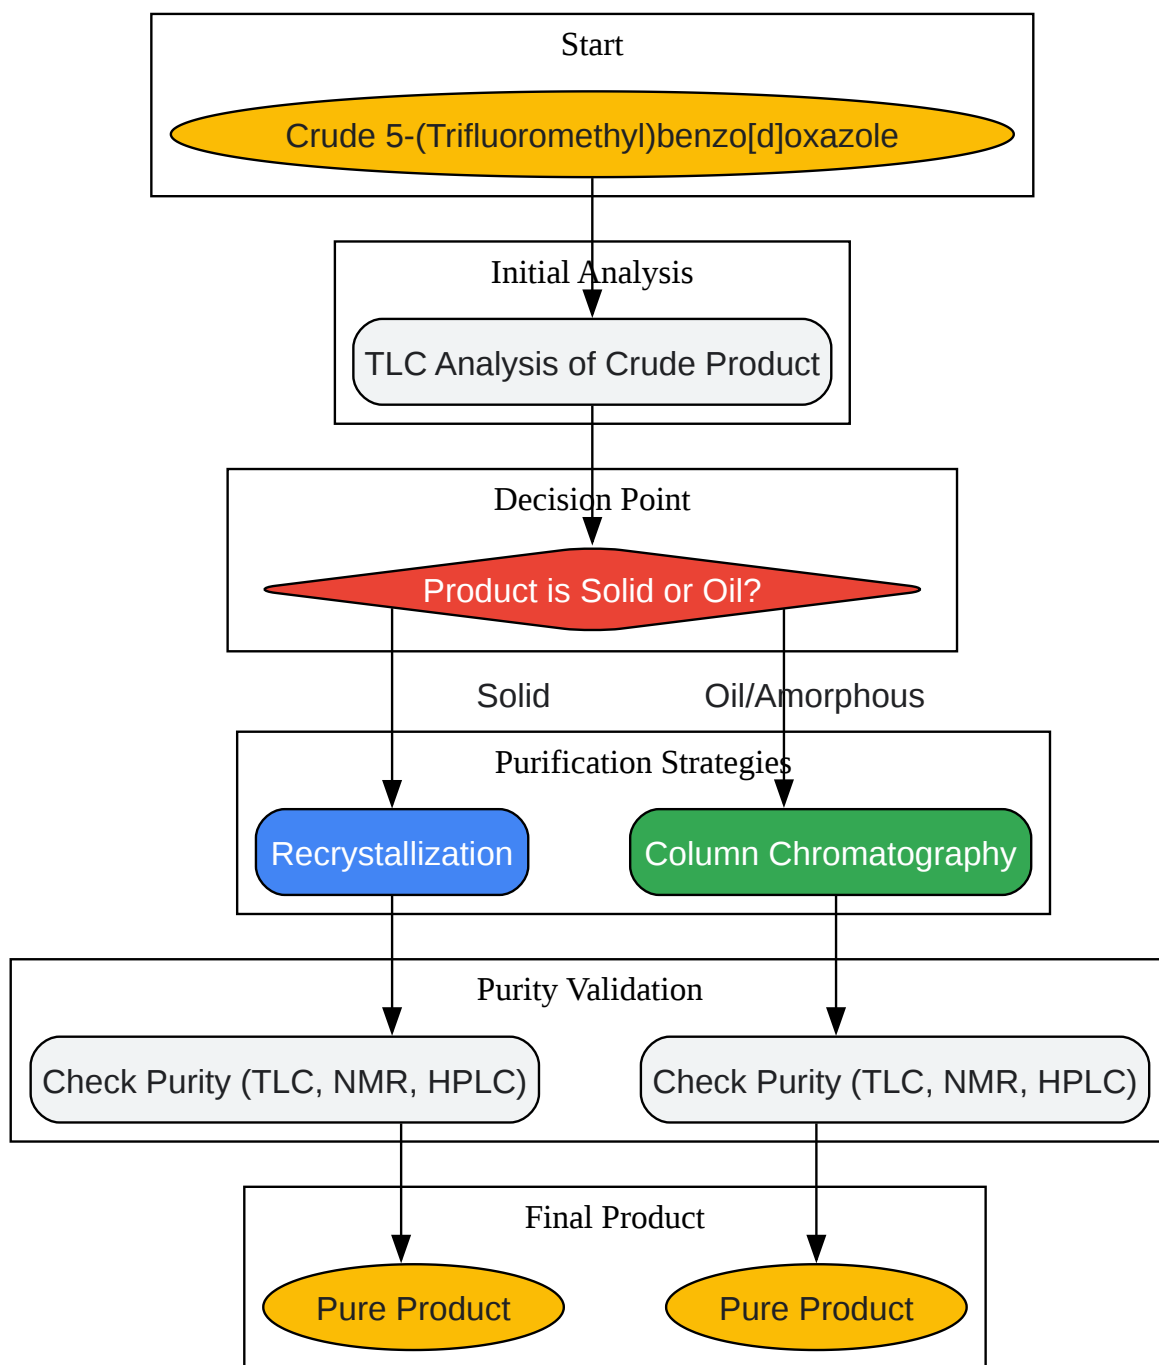 Start
Crude 5-(Trifluoromethyl)benzo[d]oxazole
Initial Analysis
TLC Analysis of Crude Product
Decision Point
Product is Solid or Oil?
Solid
Oil/Amorphous
Purification Strategies
Recrystallization
Column Chromatography
Purity Validation
Check Purity (TLC, NMR, HPLC)
Check Purity (TLC, NMR, HPLC)
Final Product
Pure Product
Pure Product